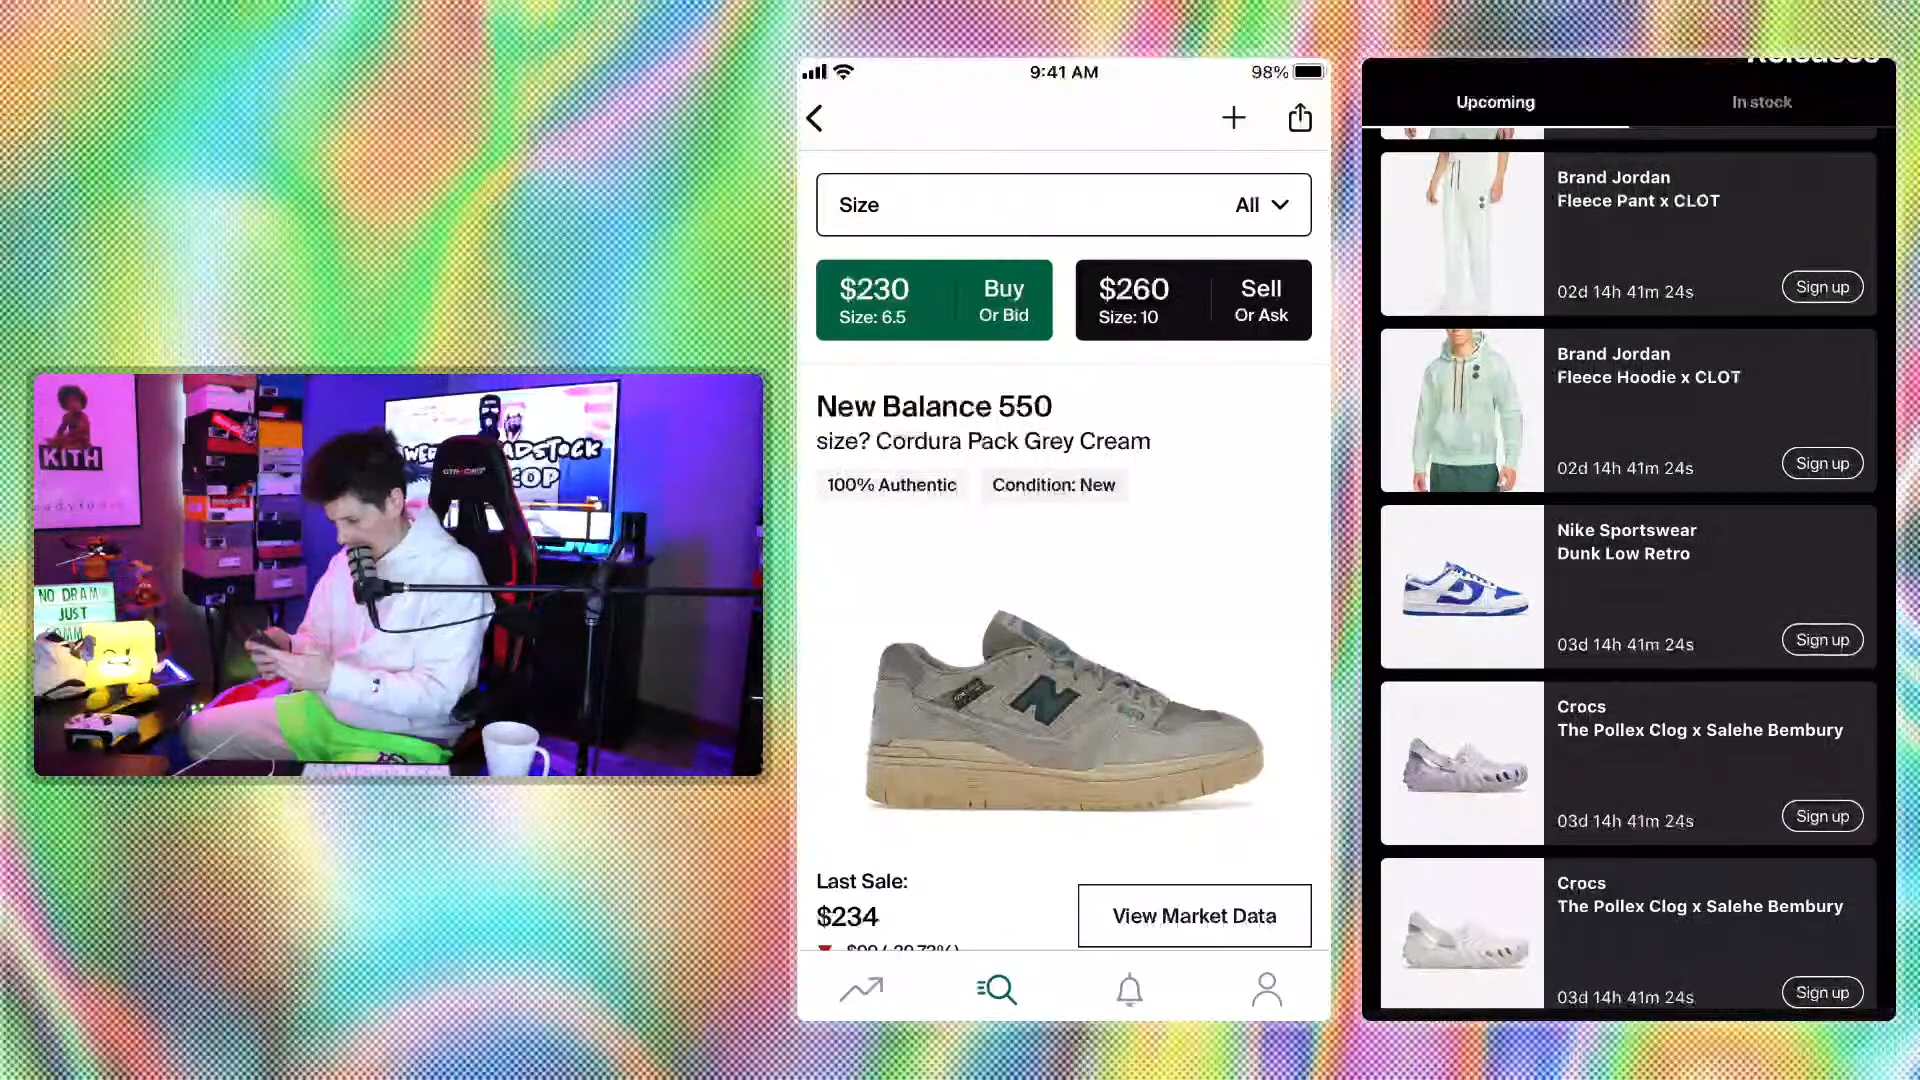 KITH
NO DRAM
JUST
COMM
COP
9:41 AM
98%
Size
All
$230
Size: 6.5
Buy
Or Bid
$260
Size: 10
Sell
Or Ask
New Balance 550
size? Cordura Pack Grey Cream
100% Authentic
Condition: New
N
Last Sale:
$234
View Market Data
Releases
Upcoming
In stock
Brand Jordan
Fleece Pant x CLOT
02d 14h 41m 24s
Sign up
Brand Jordan
Fleece Hoodie x CLOT
02d 14h 41m 24s
Sign up
Nike Sportswear
Dunk Low Retro
03d 14h 41m 24s
Sign up
Crocs
The Pollex Clog x Salehe Bembury
03d 14h 41m 24s
Sign up
Crocs
The Pollex Clog x Salehe Bembury
03d 14h 41m 24s
Sign up